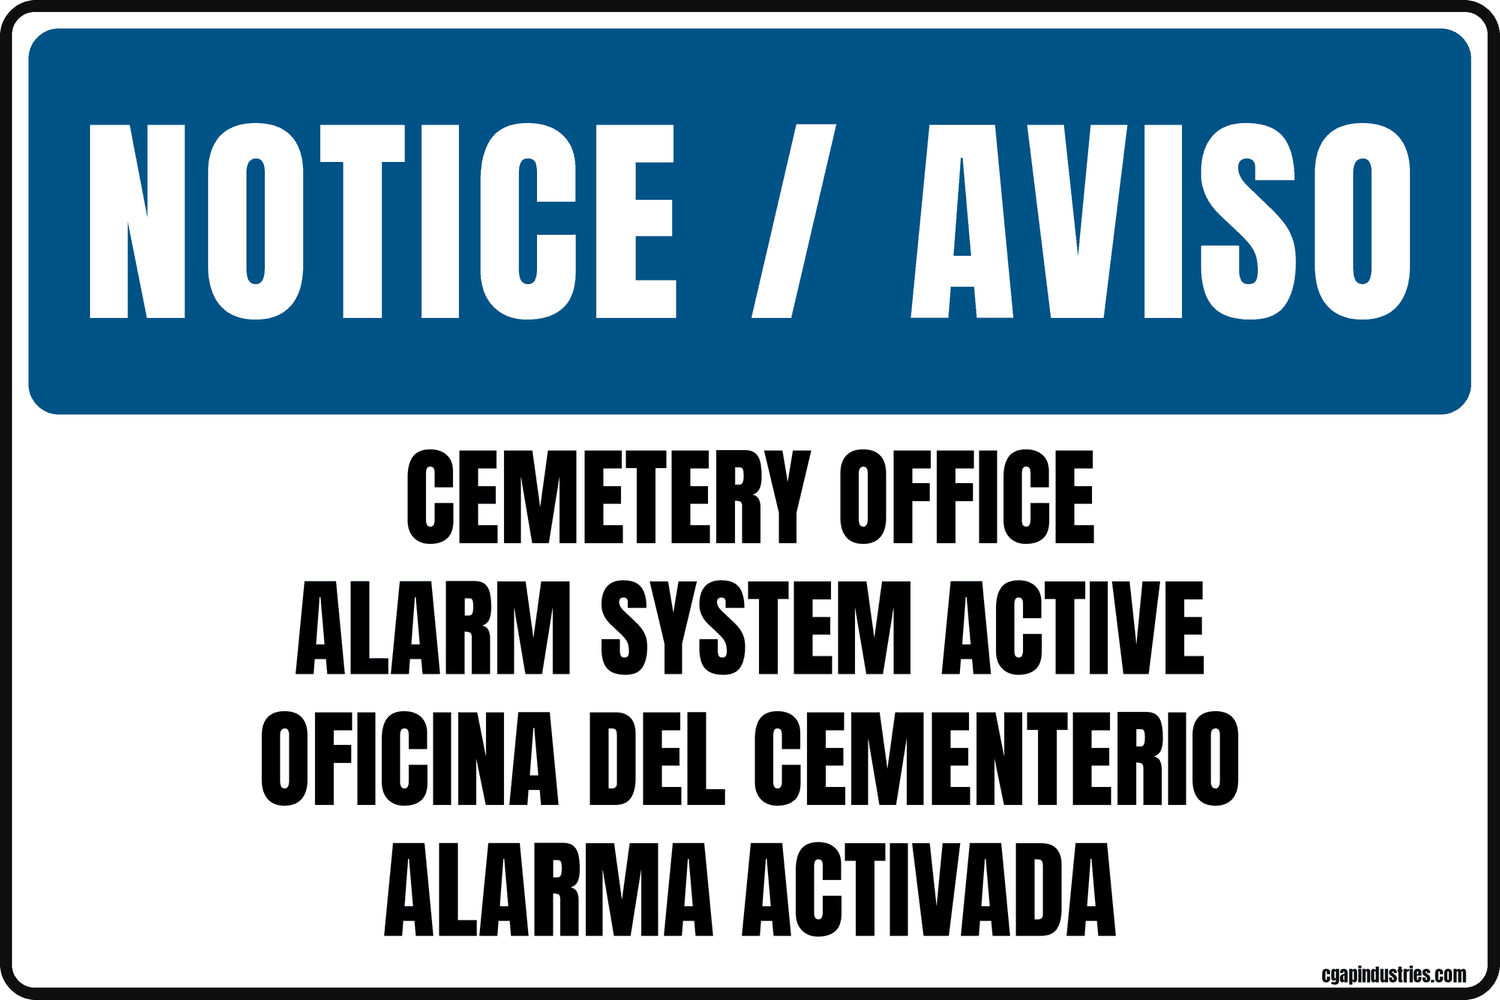 NOTICE / AVISO
CEMETERY OFFICE
ALARM SYSTEM ACTIVE
OFICINA DEL CEMENTERIO
ALARMA ACTIVADA
cgapindustries.com